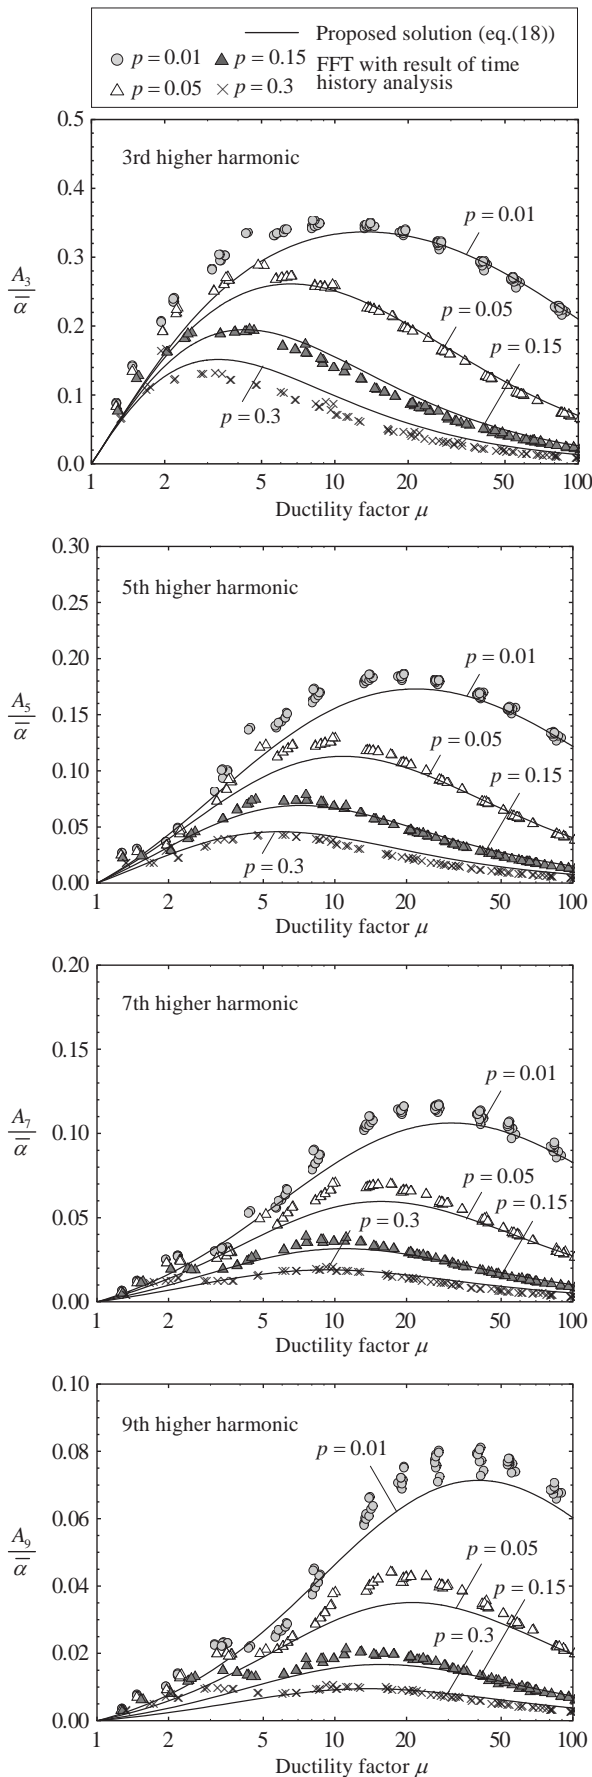 Proposed solution (eq.(18))
p = 0.01 p = 0.15 FFT with result of time
p = 0.05 p = 0.3 history analysis
0.5
3rd higher harmonic
0.4
p = 0.01
0.3
A3
α
p = 0.05
0.2
p = 0.15
0.1
p = 0.3
0.0
1 2 5 10 20 50 100
Ductility factor μ
0.30
5th higher harmonic
0.25
0.20
p = 0.01
0.15
A5
α
p = 0.05
0.10
p = 0.15
0.05
p = 0.3
0.00
1 2 5 10 20 50 100
Ductility factor μ
0.20
7th higher harmonic
0.15
p = 0.01
0.10
A7
α
p = 0.05
p = 0.15
0.05
p = 0.3
0.00
1 2 5 10 20 50 100
Ductility factor μ
0.10
9th higher harmonic
p = 0.01
0.08
0.06
A9
α
p = 0.05
0.04
p = 0.15
p = 0.3
0.02
0.00
1 2 5 10 20 50 100
Ductility factor μ